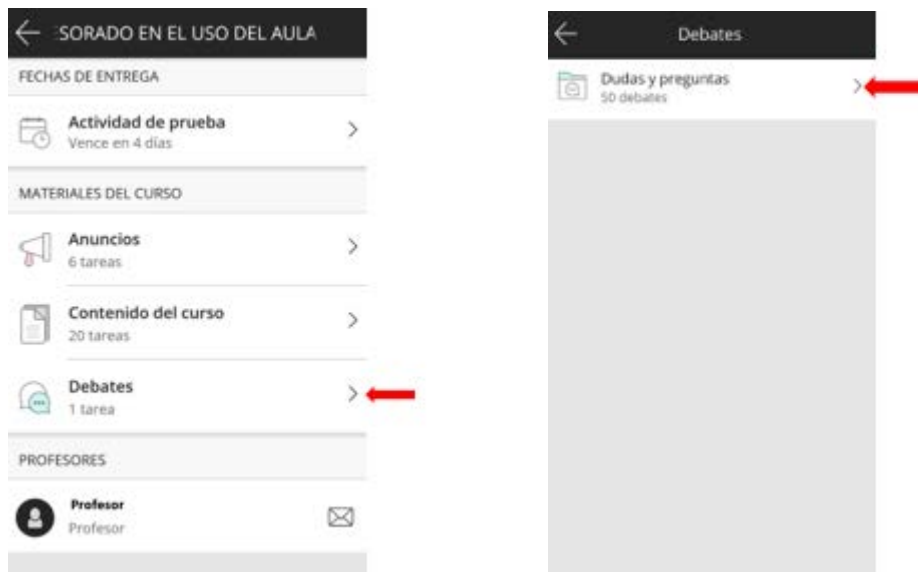 SORADO EN EL USO DEL AULA
FECHAS DE ENTREGA
Actividad de prueba
Vence en 4 días
MATERIALES DEL CURSO
Anuncios
6 tareas
Contenido del curso
20 tareas
Debates
1 tarea
PROFESORES
Profesor
Profesor
Debates
Dudas y preguntas
50 debates